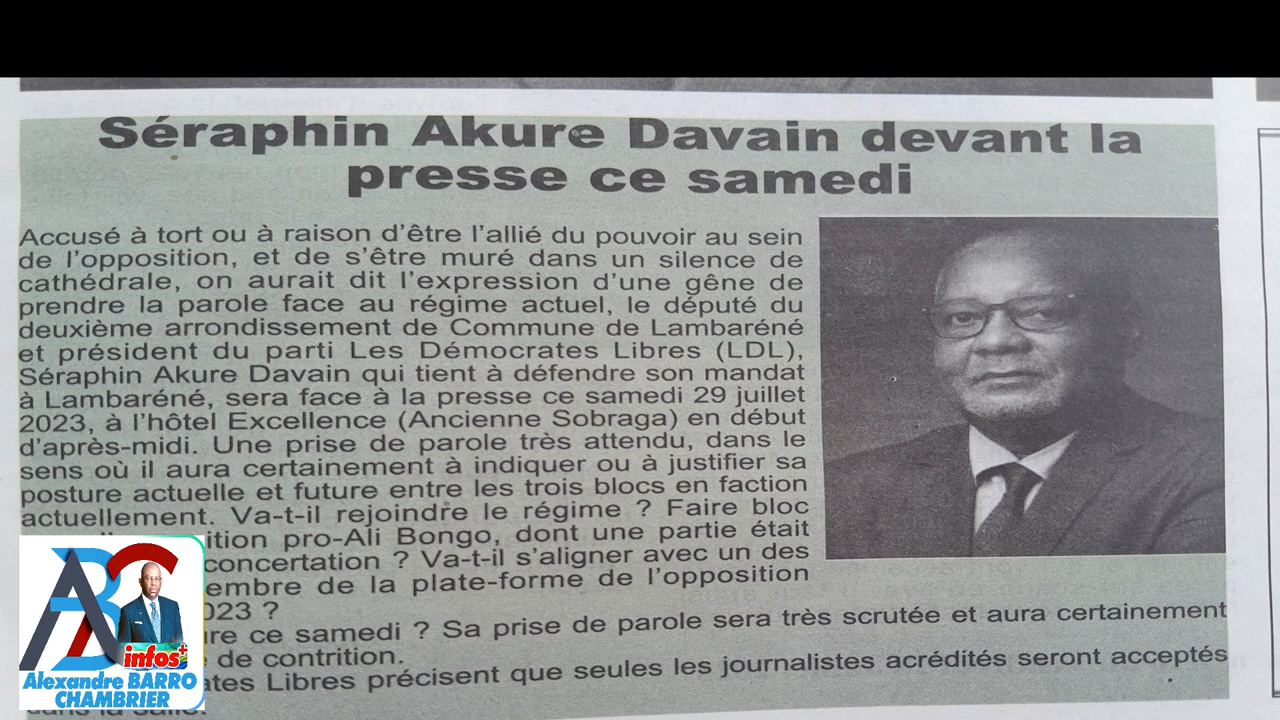 Séraphin Akure Davain devant la
presse ce samedi
Accusé à tort ou à raison d'être l'allié du pouvoir au sein
de l'opposition, et de s'être muré dans un silence de
cathédrale, on aurait dit l'expression d'une gêne de
prendre la parole face au régime actuel, le député du
deuxième arrondissement de Commune de Lambaréné
et président du parti Les Démocrates Libres (LDL),
Séraphin Akure Davain qui tient à défendre son mandat
à Lambaréné, sera face à la presse ce samedi 29 juillet
2023, à l'hôtel Excellence (Ancienne Sobraga) en début
d'après-midi. Une prise de parole très attendu, dans le
sens où il aura certainement à indiquer ou à justifier sa
posture actuelle et future entre les trois blocs en faction
actuellement. Va-t-il rejoindre le régime ? Faire bloc
ition pro-Ali Bongo, dont une partie était
concertation ? Va-t-il s'aligner avec un des
embre de la plate-forme de l'opposition
023 ?
re ce samedi ? Sa prise de parole sera très scrutée et aura certainement
de contrition.
ates Libres précisent que seules les journalistes acrédités seront acceptés
ABC
infos+
Alexandre BARRO
CHAMBRIER